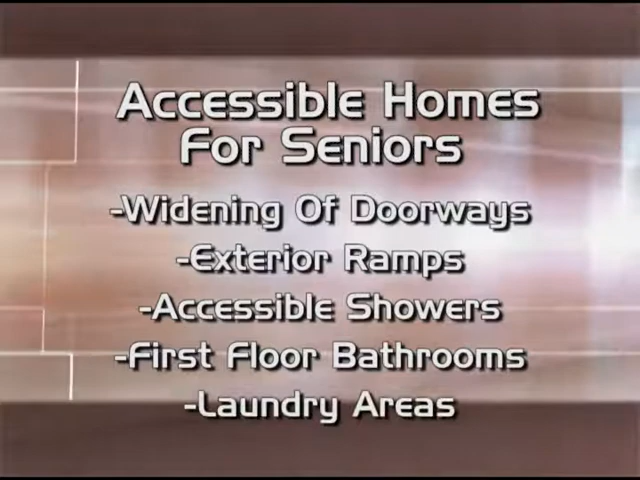 Accessible Homes
For Seniors
-Widening Of Doorways
-Exterior Ramps
-Accessible Showers
-First Floor Bathrooms
-Laundry Areas